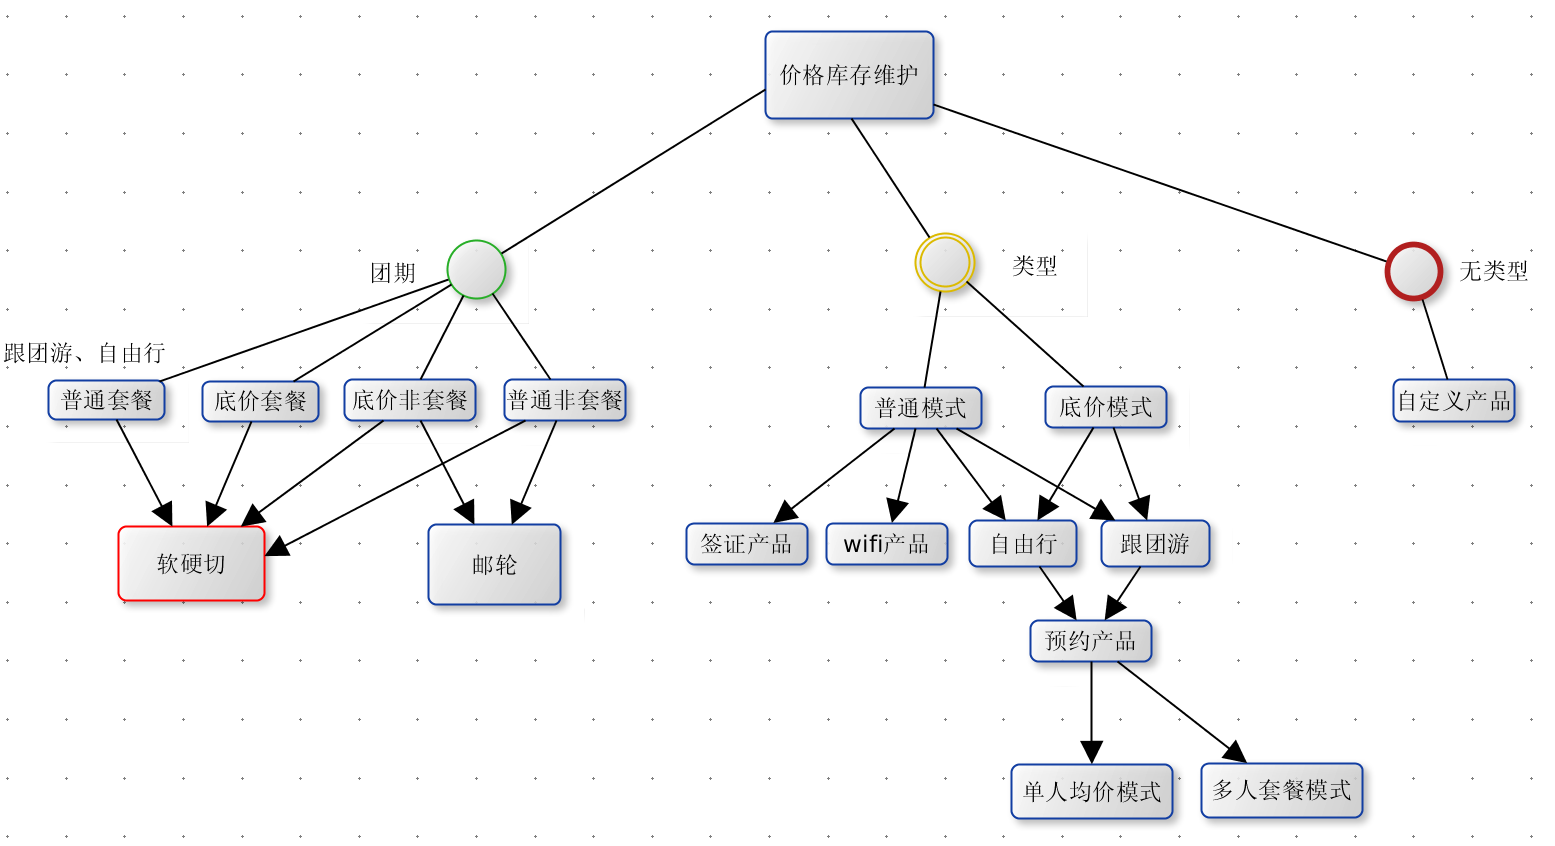 价格库存维护
团期
类型
无类型
跟团游、自由行
普通套餐
底价套餐
底价非套餐
普通非套餐
普通模式
底价模式
自定义产品
软硬切
邮轮
签证产品
wifi产品
自由行
跟团游
预约产品
单人均价模式
多人套餐模式